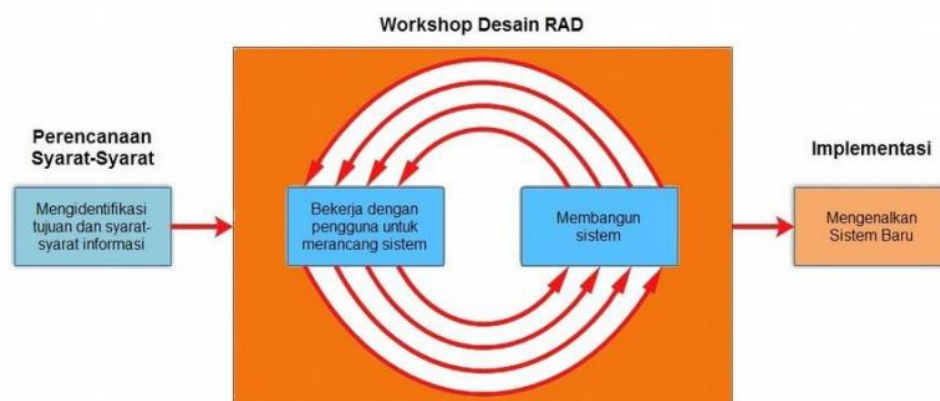 Workshop Desain RAD
Perencanaan
Syarat-Syarat
Mengidentifikasi
tujuan dan syarat-
syarat informasi
Bekerja dengan
pengguna untuk
merancang sistem
Membangun
sistem
Implementasi
Mengenalkan
Sistem Baru